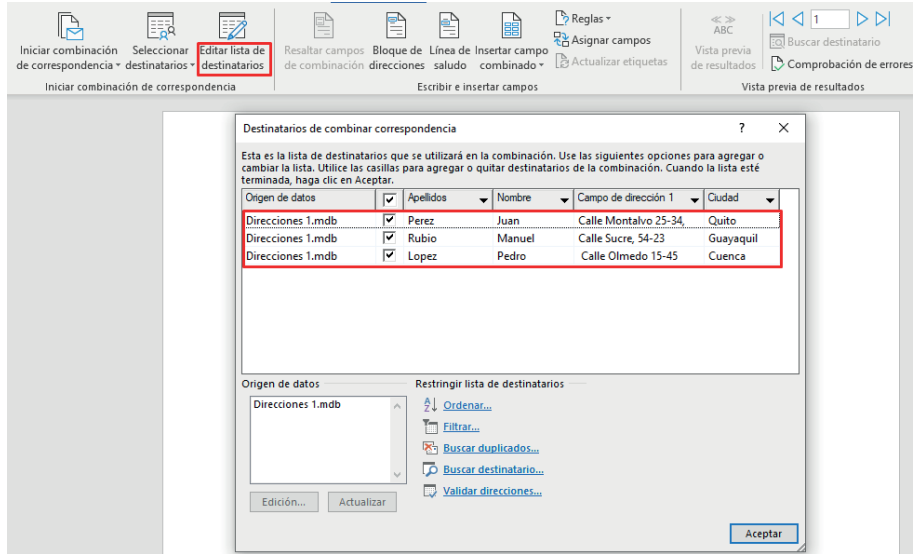 Iniciar combinación de correspondencia
Seleccionar destinatarios
Editar lista de destinatarios
Resaltar campos de combinación
Bloque de direcciones
Línea de saludo
Insertar campo combinado
Reglas
Asignar campos
Actualizar etiquetas
ABC
Vista previa de resultados
1
Buscar destinatario
Comprobación de errores
Iniciar combinación de correspondencia
Escribir e insertar campos
Vista previa de resultados
Destinatarios de combinar correspondencia ?
Esta es la lista de destinatarios que se utilizará en la combinación. Use las siguientes opciones para agregar o
cambiar la lista. Utilice las casillas para agregar o quitar destinatarios de la combinación. Cuando la lista esté
terminada, haga clic en Aceptar.
Origen de datos Apellidos Nombre Campo de dirección 1 Ciudad
Direcciones 1.mdb Perez Juan Calle Montalvo 25-34, Quito
Direcciones 1.mdb Rubio Manuel Calle Sucre, 54-23 Guayaquil
Direcciones 1.mdb Lopez Pedro Calle Olmedo 15-45 Cuenca
Origen de datos
Direcciones 1.mdb
Edición... Actualizar
Restringir lista de destinatarios
Ordenar...
Filtrar...
Buscar duplicados...
Buscar destinatario...
Validar direcciones...
Aceptar